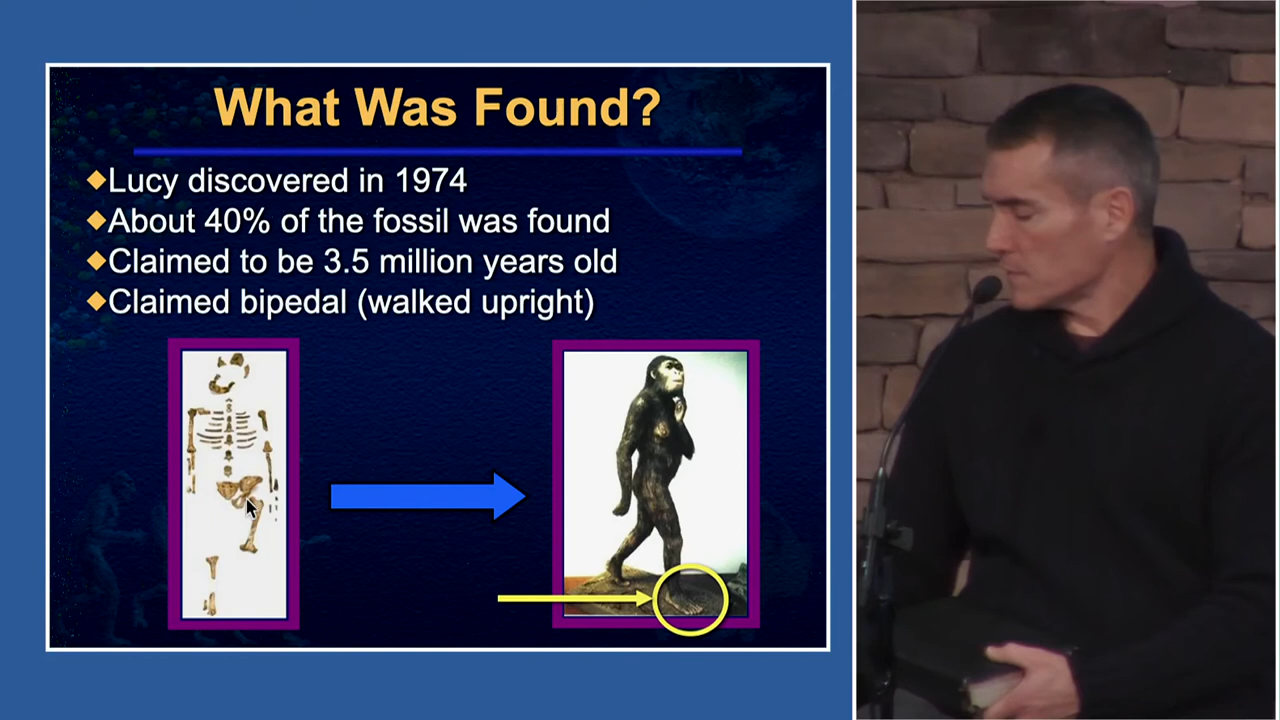 What Was Found?
Lucy discovered in 1974
About 40% of the fossil was found
Claimed to be 3.5 million years old
Claimed bipedal (walked upright)